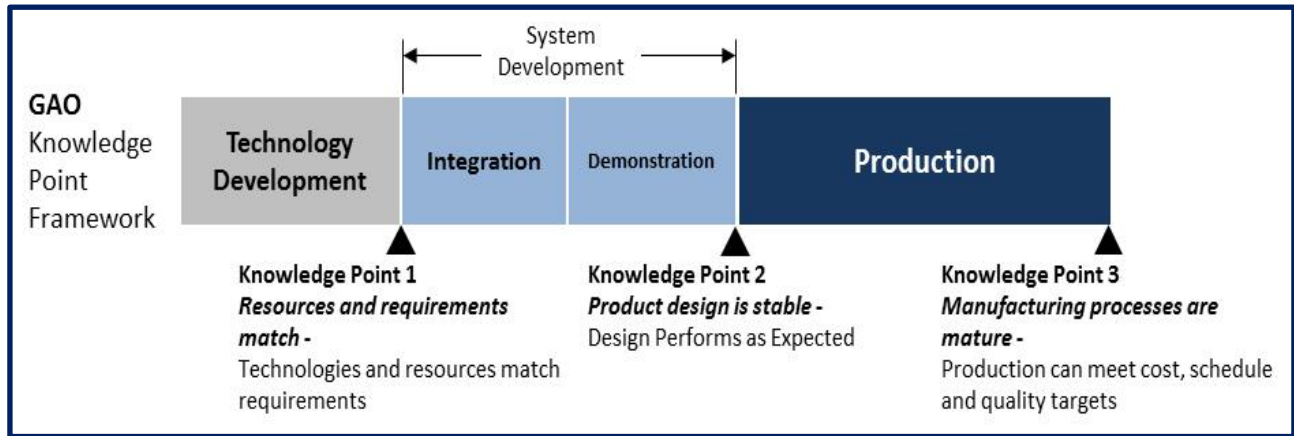 System
Development
GAO
Knowledge
Point
Framework
Technology
Development
Integration
Demonstration
Production
Knowledge Point 1
Resources and requirements
match -
Technologies and resources match
requirements
Knowledge Point 2
Product design is stable -
Design Performs as Expected
Knowledge Point 3
Manufacturing processes are
mature -
Production can meet cost, schedule
and quality targets